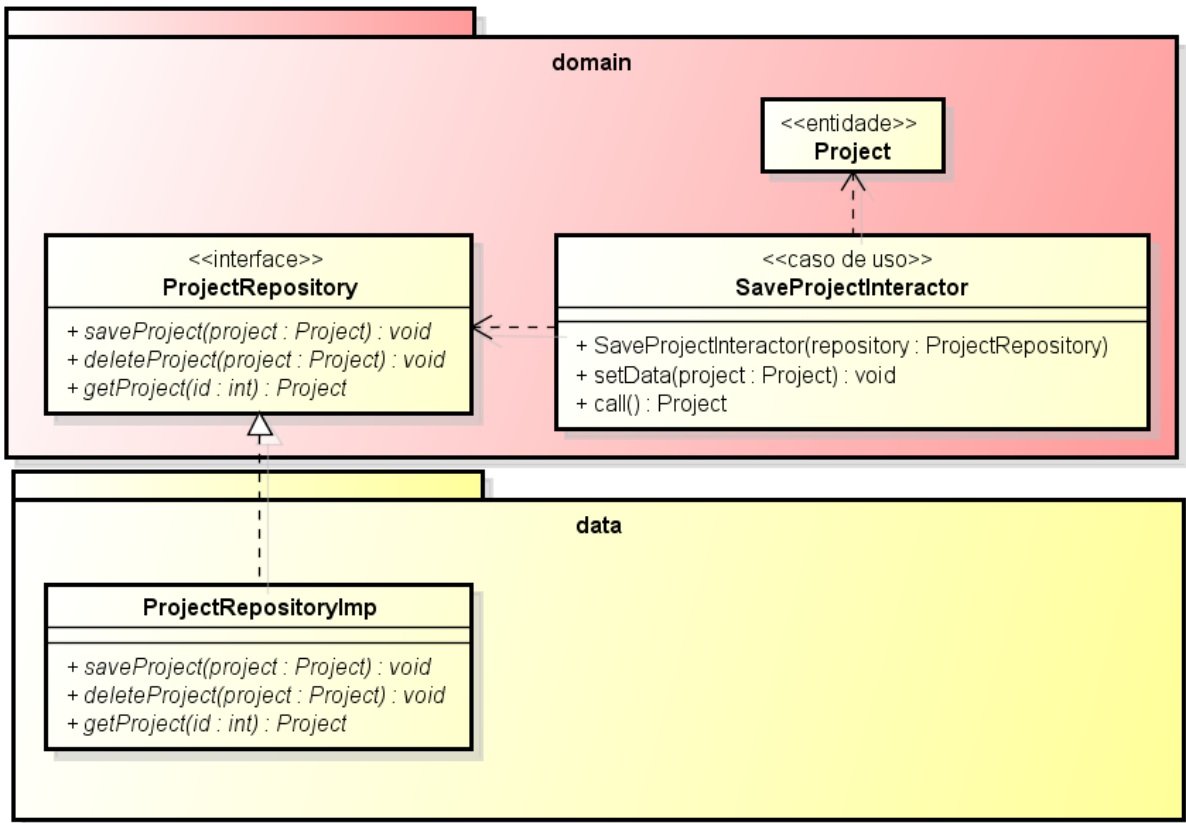 domain
<<entidade>>
Project
<<interface>>
ProjectRepository
+ saveProject(project : Project) : void
+ deleteProject(project : Project) : void
+ getProject(id : int) : Project
<<caso de uso>>
SaveProjectInteractor
+ SaveProjectInteractor(repository : ProjectRepository)
+ setData(project : Project) : void
+ call() : Project
data
ProjectRepositoryImp
+ saveProject(project : Project) : void
+ deleteProject(project : Project) : void
+ getProject(id : int) : Project